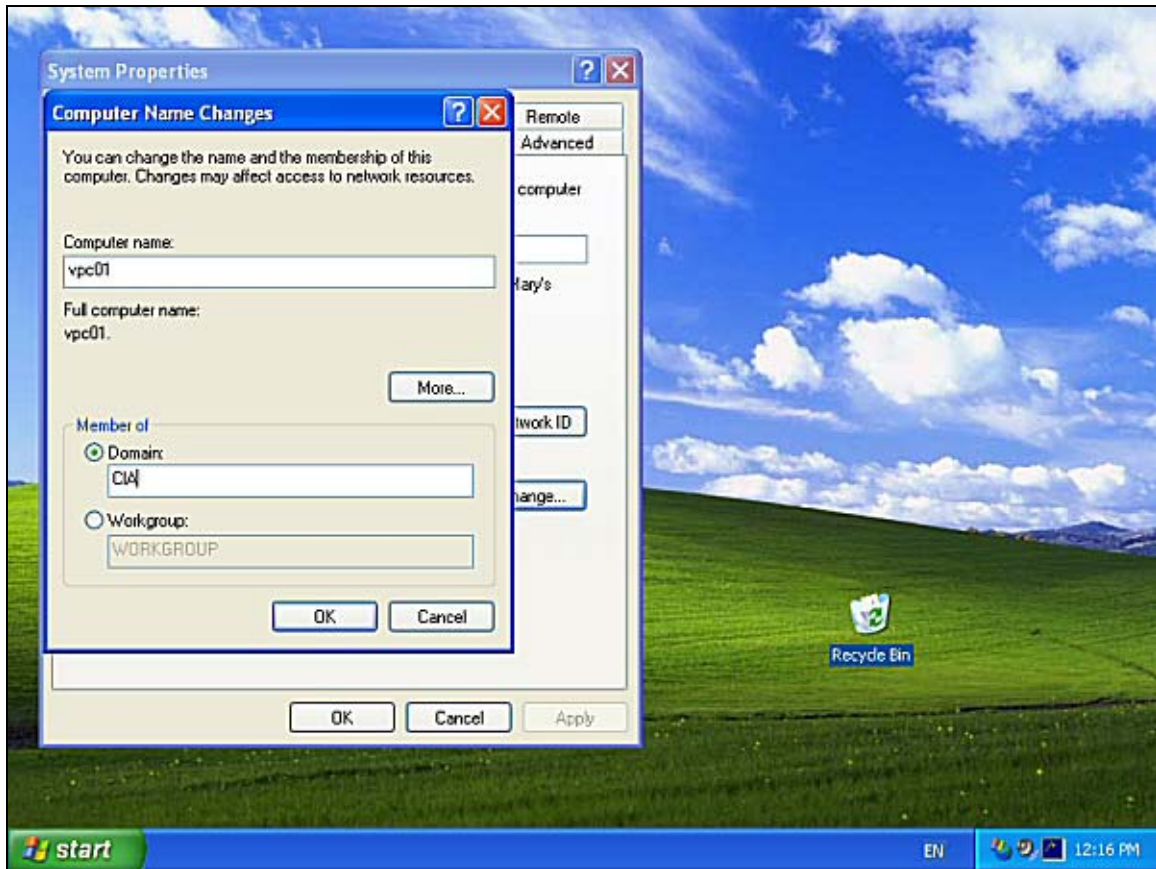 System Properties
Computer Name Changes
Remote
Advanced
You can change the name and the membership of this
computer. Changes may affect access to network resources.
computer
Computer name:
vpc01
Mary's
Full computer name:
vpc01.
More...
Member of
twork ID
Domain:
CIA
hange...
Workgroup:
WORKGROUP
OK
Cancel
Recycle Bin
OK
Cancel
Apply
start
EN
12:16 PM